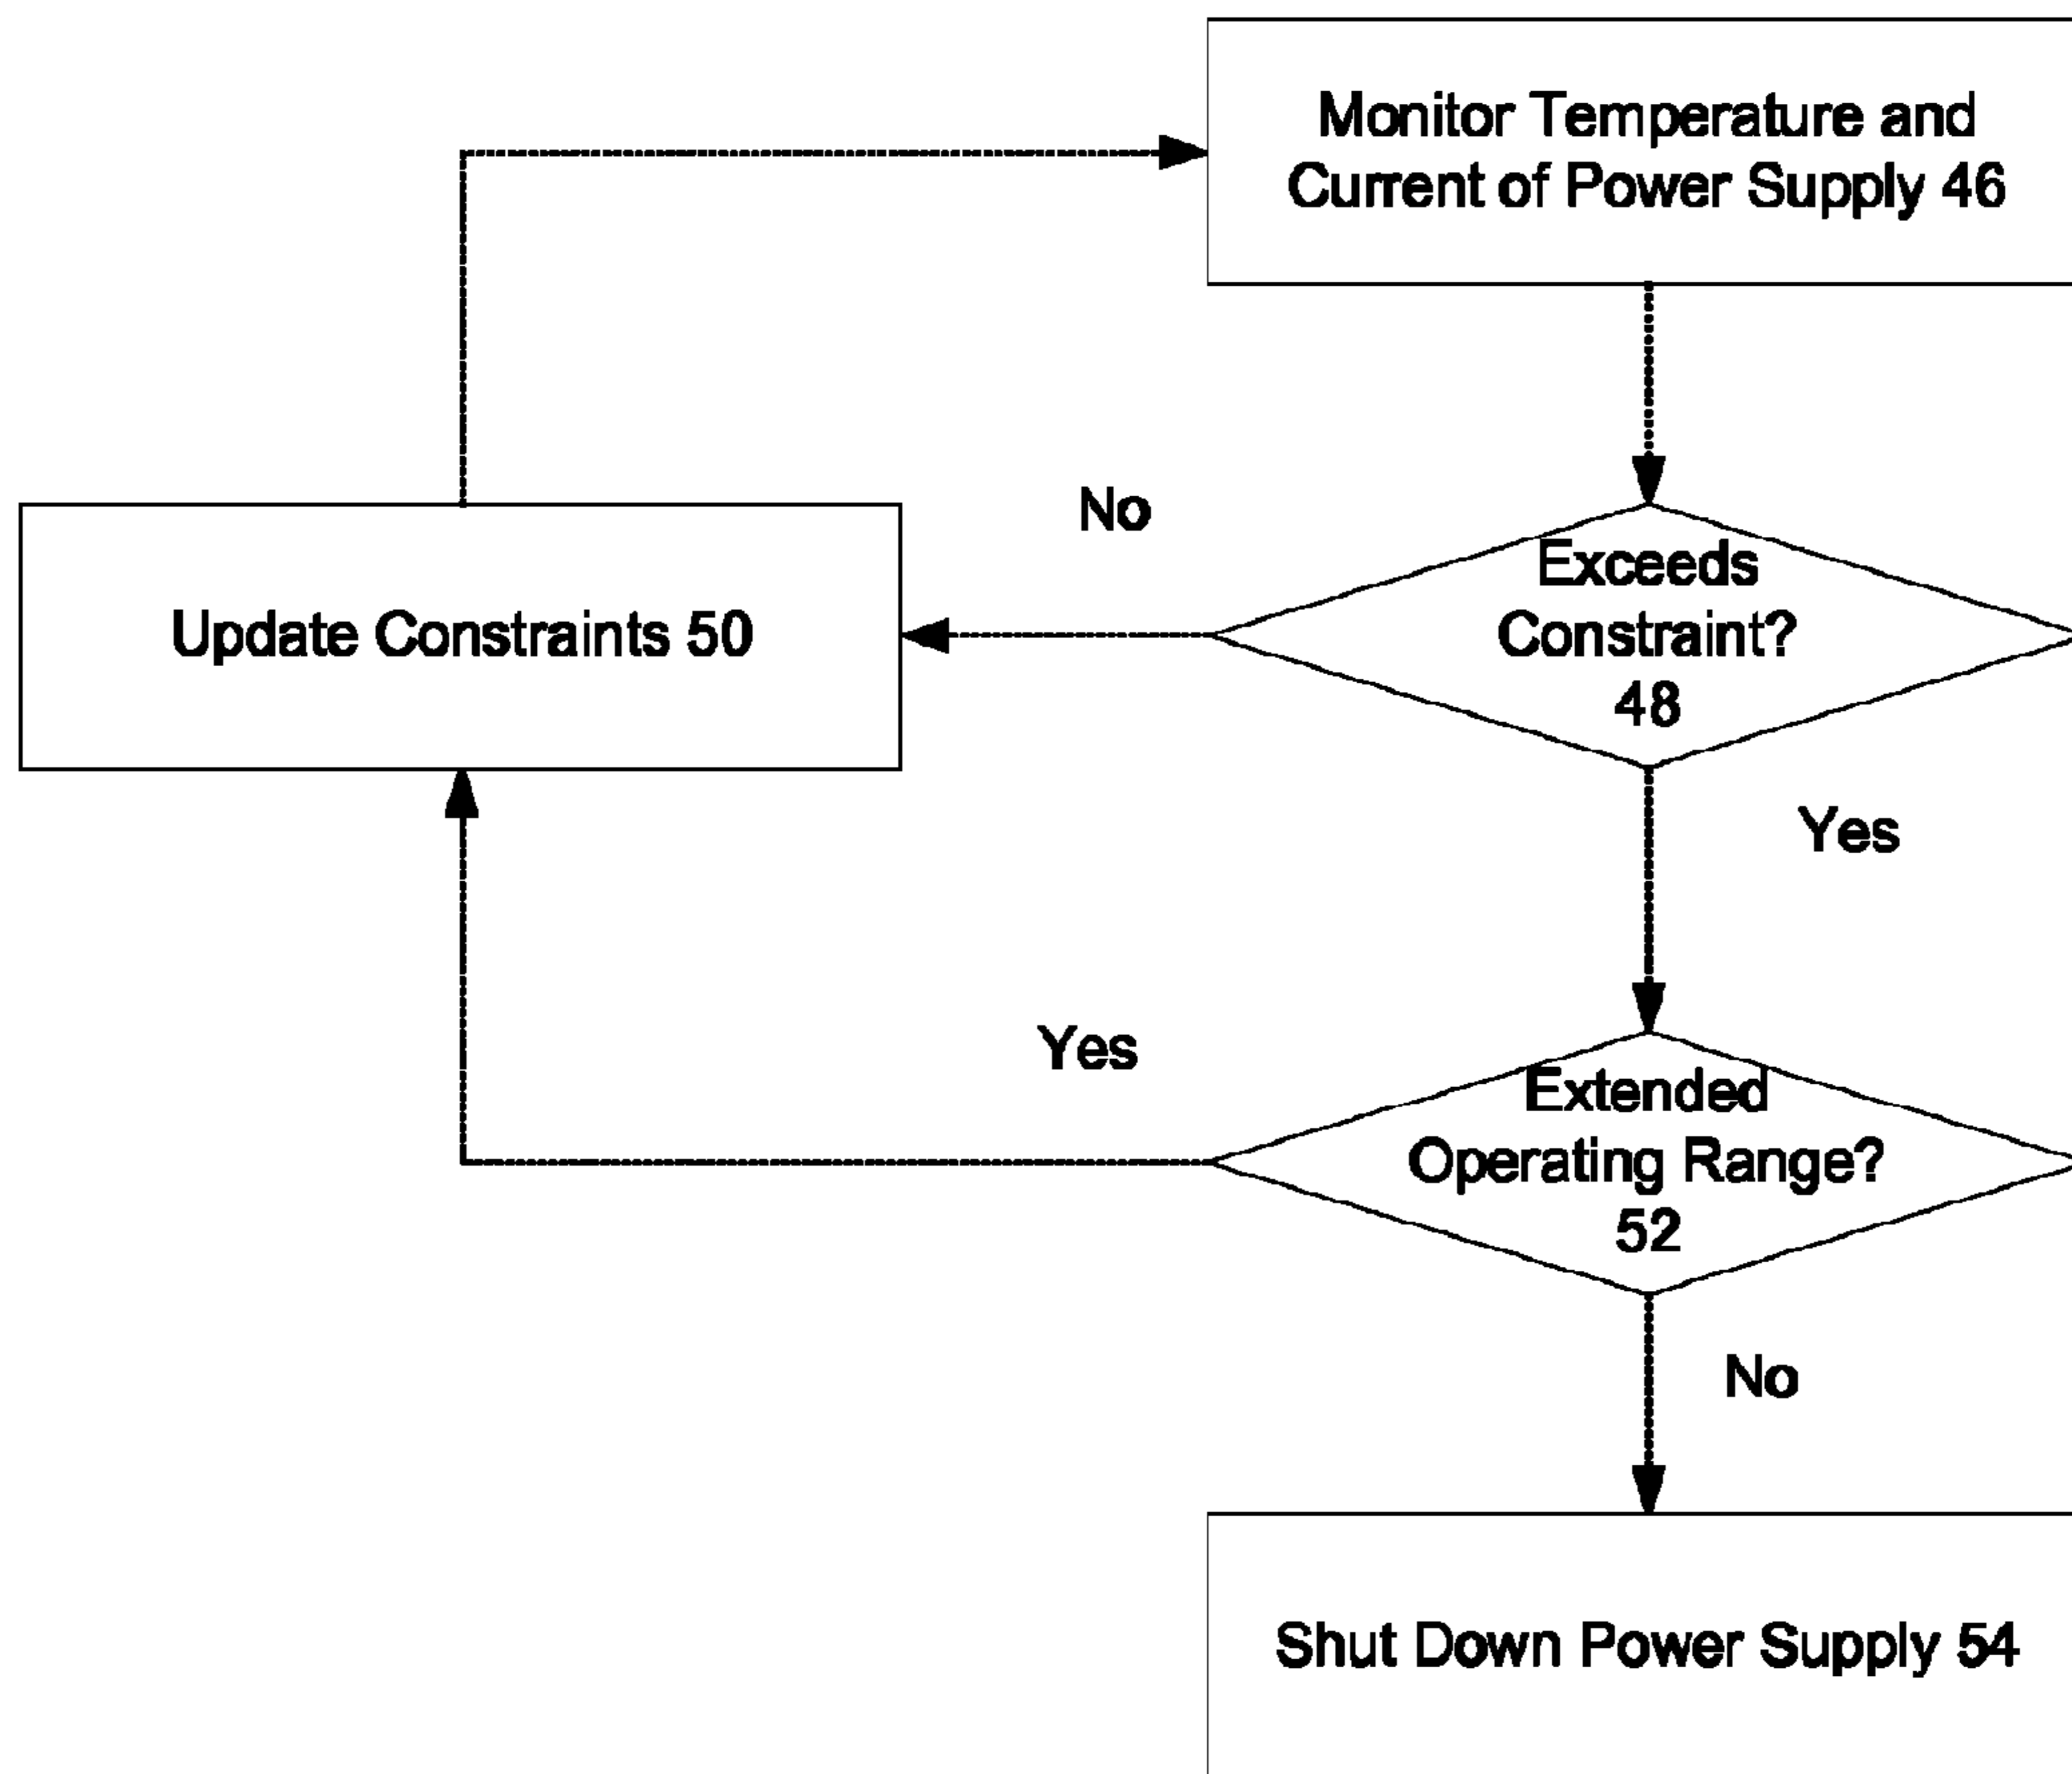 Monitor Temperature and
Current of Power Supply 46
No
Exceeds
Constraint?
48
Update Constraints 50
Yes
Yes
Extended
Operating Range?
52
No
Shut Down Power Supply 54